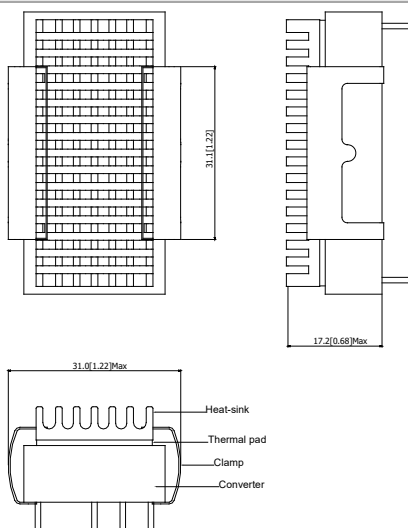 31.1[1.22]
17.2[0.68]Max
31.0[1.22]Max
Heat-sink
Thermal pad
Clamp
Converter